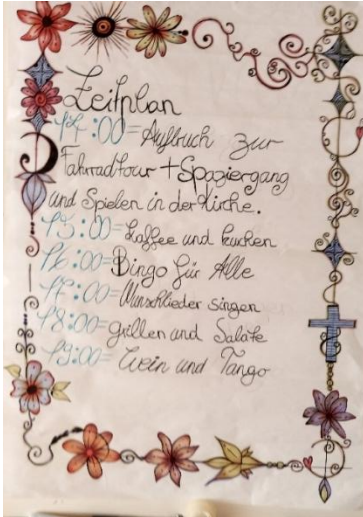 Zeitplan
14:00=Aufbruch zur
Fahrradtour+Spaziergang
und Spielen in der Kirche.
15:00=Kaffee und kuchen
16:00=Bingo für Alle
17:00=Wunschlieder singen
18:00=grillen und Salate
19:00=Wein und Tango